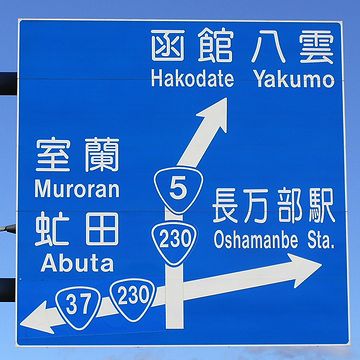 函館 八雲
Hakodate Yakumo
室蘭
Muroran
虻田
Abuta
5
長万部駅
Oshamanbe Sta.
230
37 230